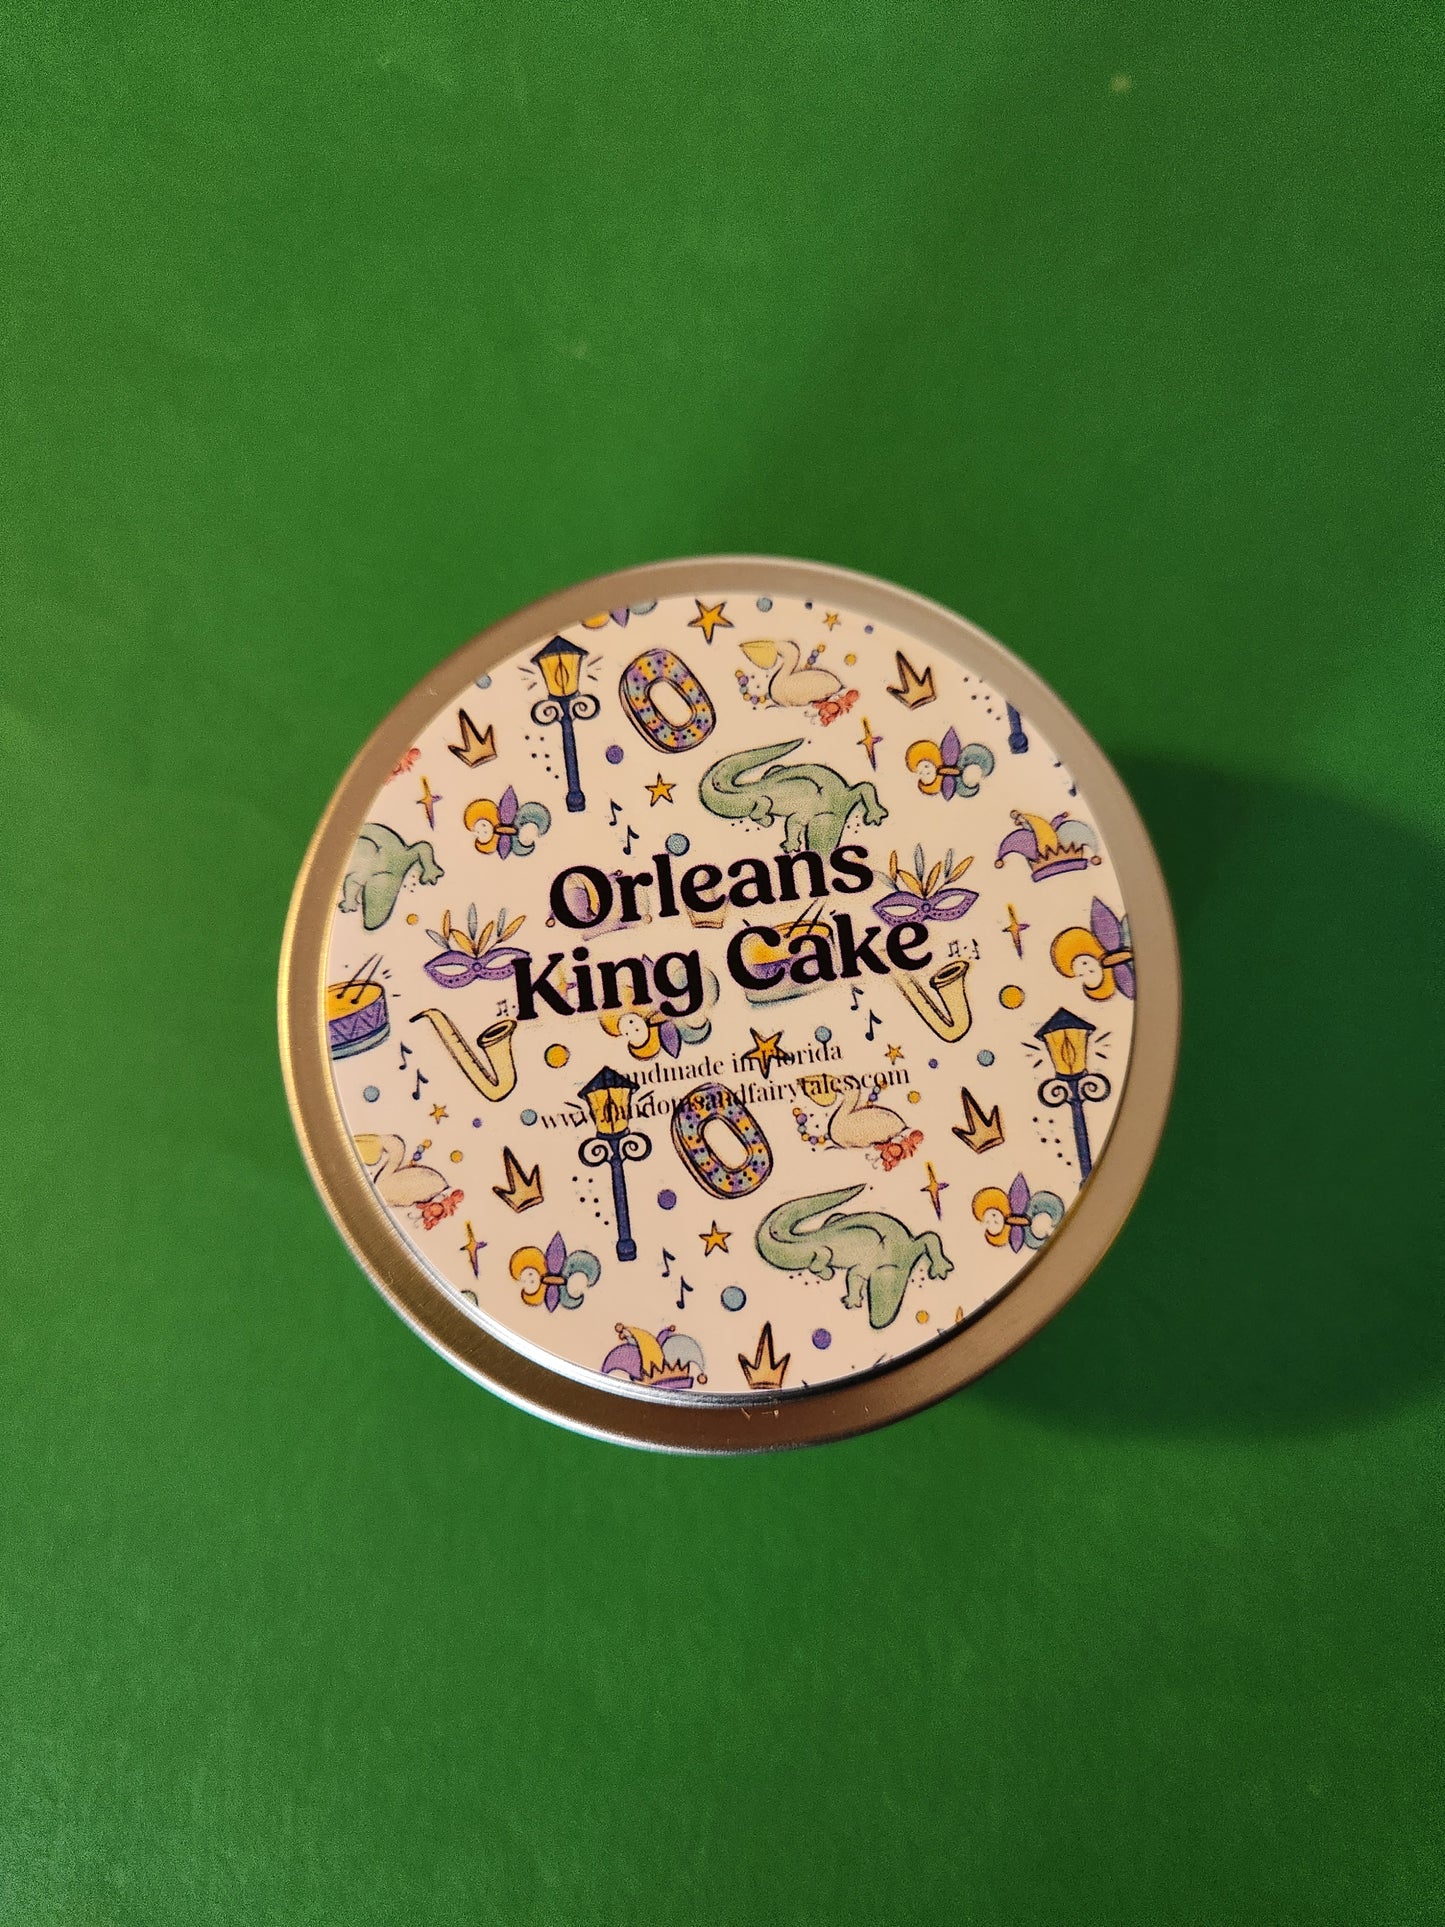 Orleans
King Cake
Handmade in Florida
www.fandomsandfairytales.com